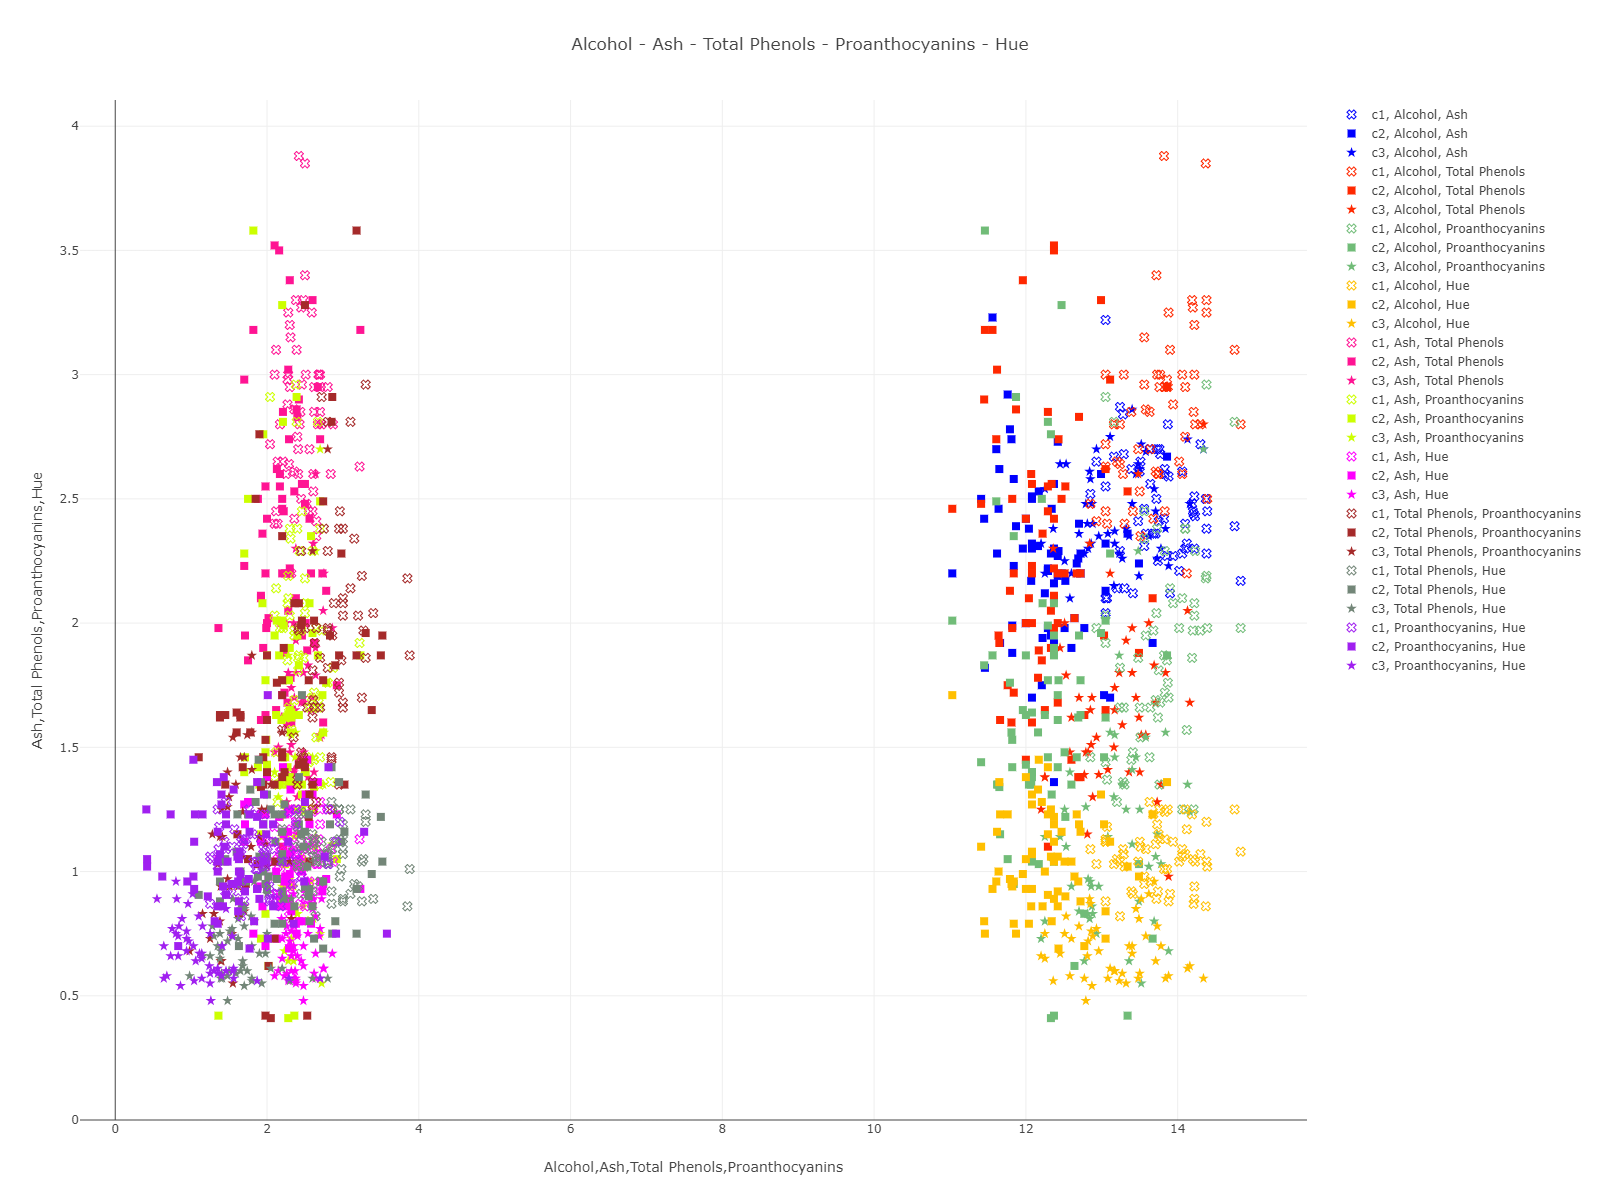 Alcohol - Ash - Total Phenols - Proanthocyanins - Hue
4
3.5
3
2.5
2
1.5
1
0.5
0
0 2 4 6 8 10 12 14
Ash,Total Phenols,Proanthocyanins,Hue
Alcohol,Ash,Total Phenols,Proanthocyanins
c1, Alcohol, Ash
c2, Alcohol, Ash
c3, Alcohol, Ash
c1, Alcohol, Total Phenols
c2, Alcohol, Total Phenols
c3, Alcohol, Total Phenols
c1, Alcohol, Proanthocyanins
c2, Alcohol, Proanthocyanins
c3, Alcohol, Proanthocyanins
c1, Alcohol, Hue
c2, Alcohol, Hue
c3, Alcohol, Hue
c1, Ash, Total Phenols
c2, Ash, Total Phenols
c3, Ash, Total Phenols
c1, Ash, Proanthocyanins
c2, Ash, Proanthocyanins
c3, Ash, Proanthocyanins
c1, Ash, Hue
c2, Ash, Hue
c3, Ash, Hue
c1, Total Phenols, Proanthocyanins
c2, Total Phenols, Proanthocyanins
c3, Total Phenols, Proanthocyanins
c1, Total Phenols, Hue
c2, Total Phenols, Hue
c3, Total Phenols, Hue
c1, Proanthocyanins, Hue
c2, Proanthocyanins, Hue
c3, Proanthocyanins, Hue